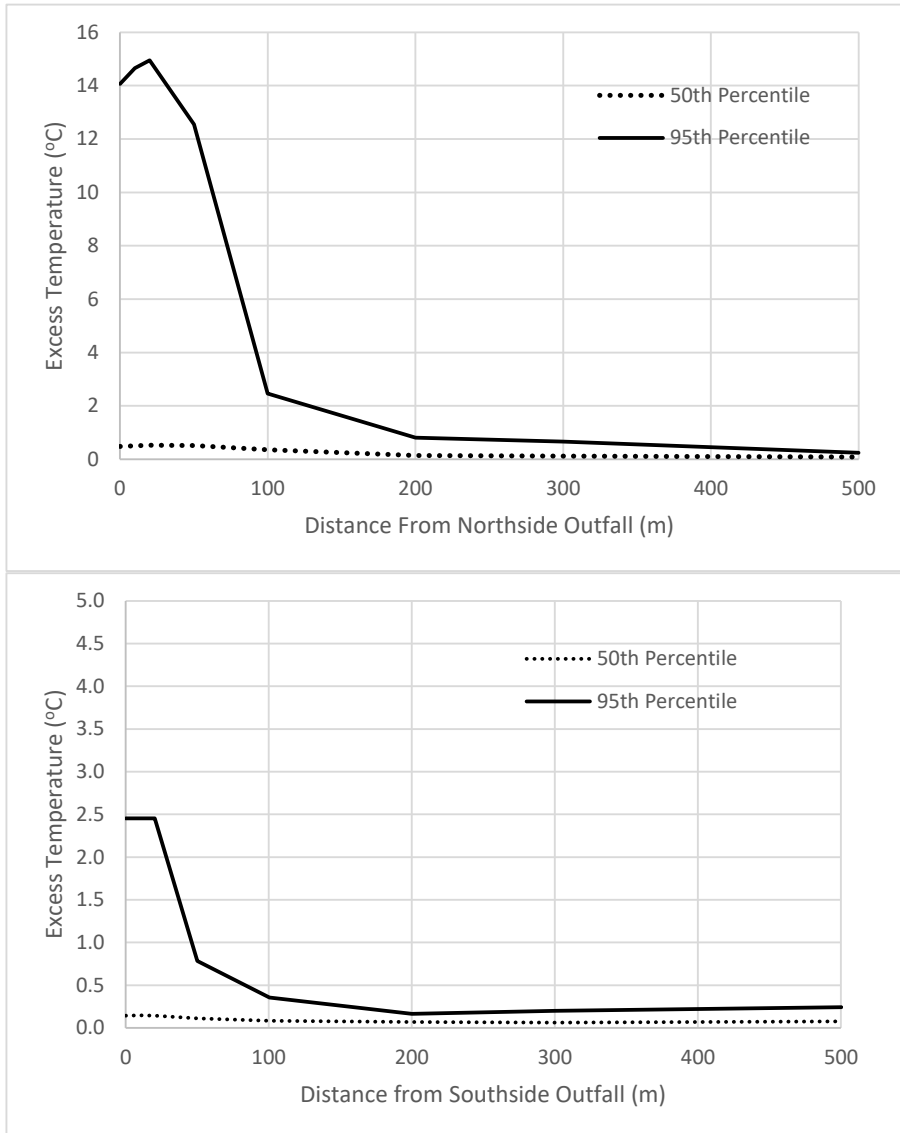 16
14
12
10
8
6
4
2
0
Excess Temperature (°C)
50th Percentile
95th Percentile
0 100 200 300 400 500
Distance From Northside Outfall (m)
5.0
4.5
4.0
3.5
3.0
2.5
2.0
1.5
1.0
0.5
0.0
Excess Temperature (°C)
50th Percentile
95th Percentile
0 100 200 300 400 500
Distance from Southside Outfall (m)